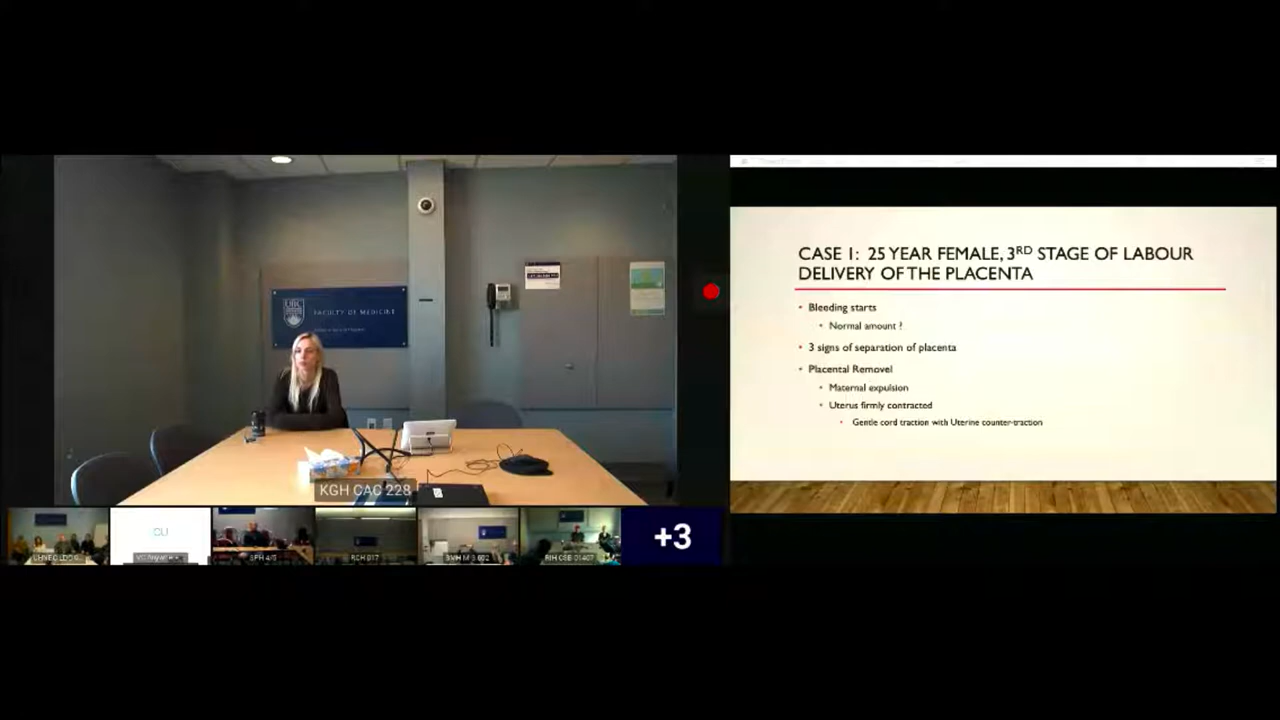 UBC
FACULTY OF MEDICINE
KGH CAC 228
+3
CU
CASE 1: 25 YEAR FEMALE, 3RD STAGE OF LABOUR
DELIVERY OF THE PLACENTA
• Bleeding starts
• Normal amount ?
• 3 signs of separation of placenta
• Placental Removel
• Maternal expulsion
• Uterus firmly contracted
• Gentle cord traction with Uterine counter-traction